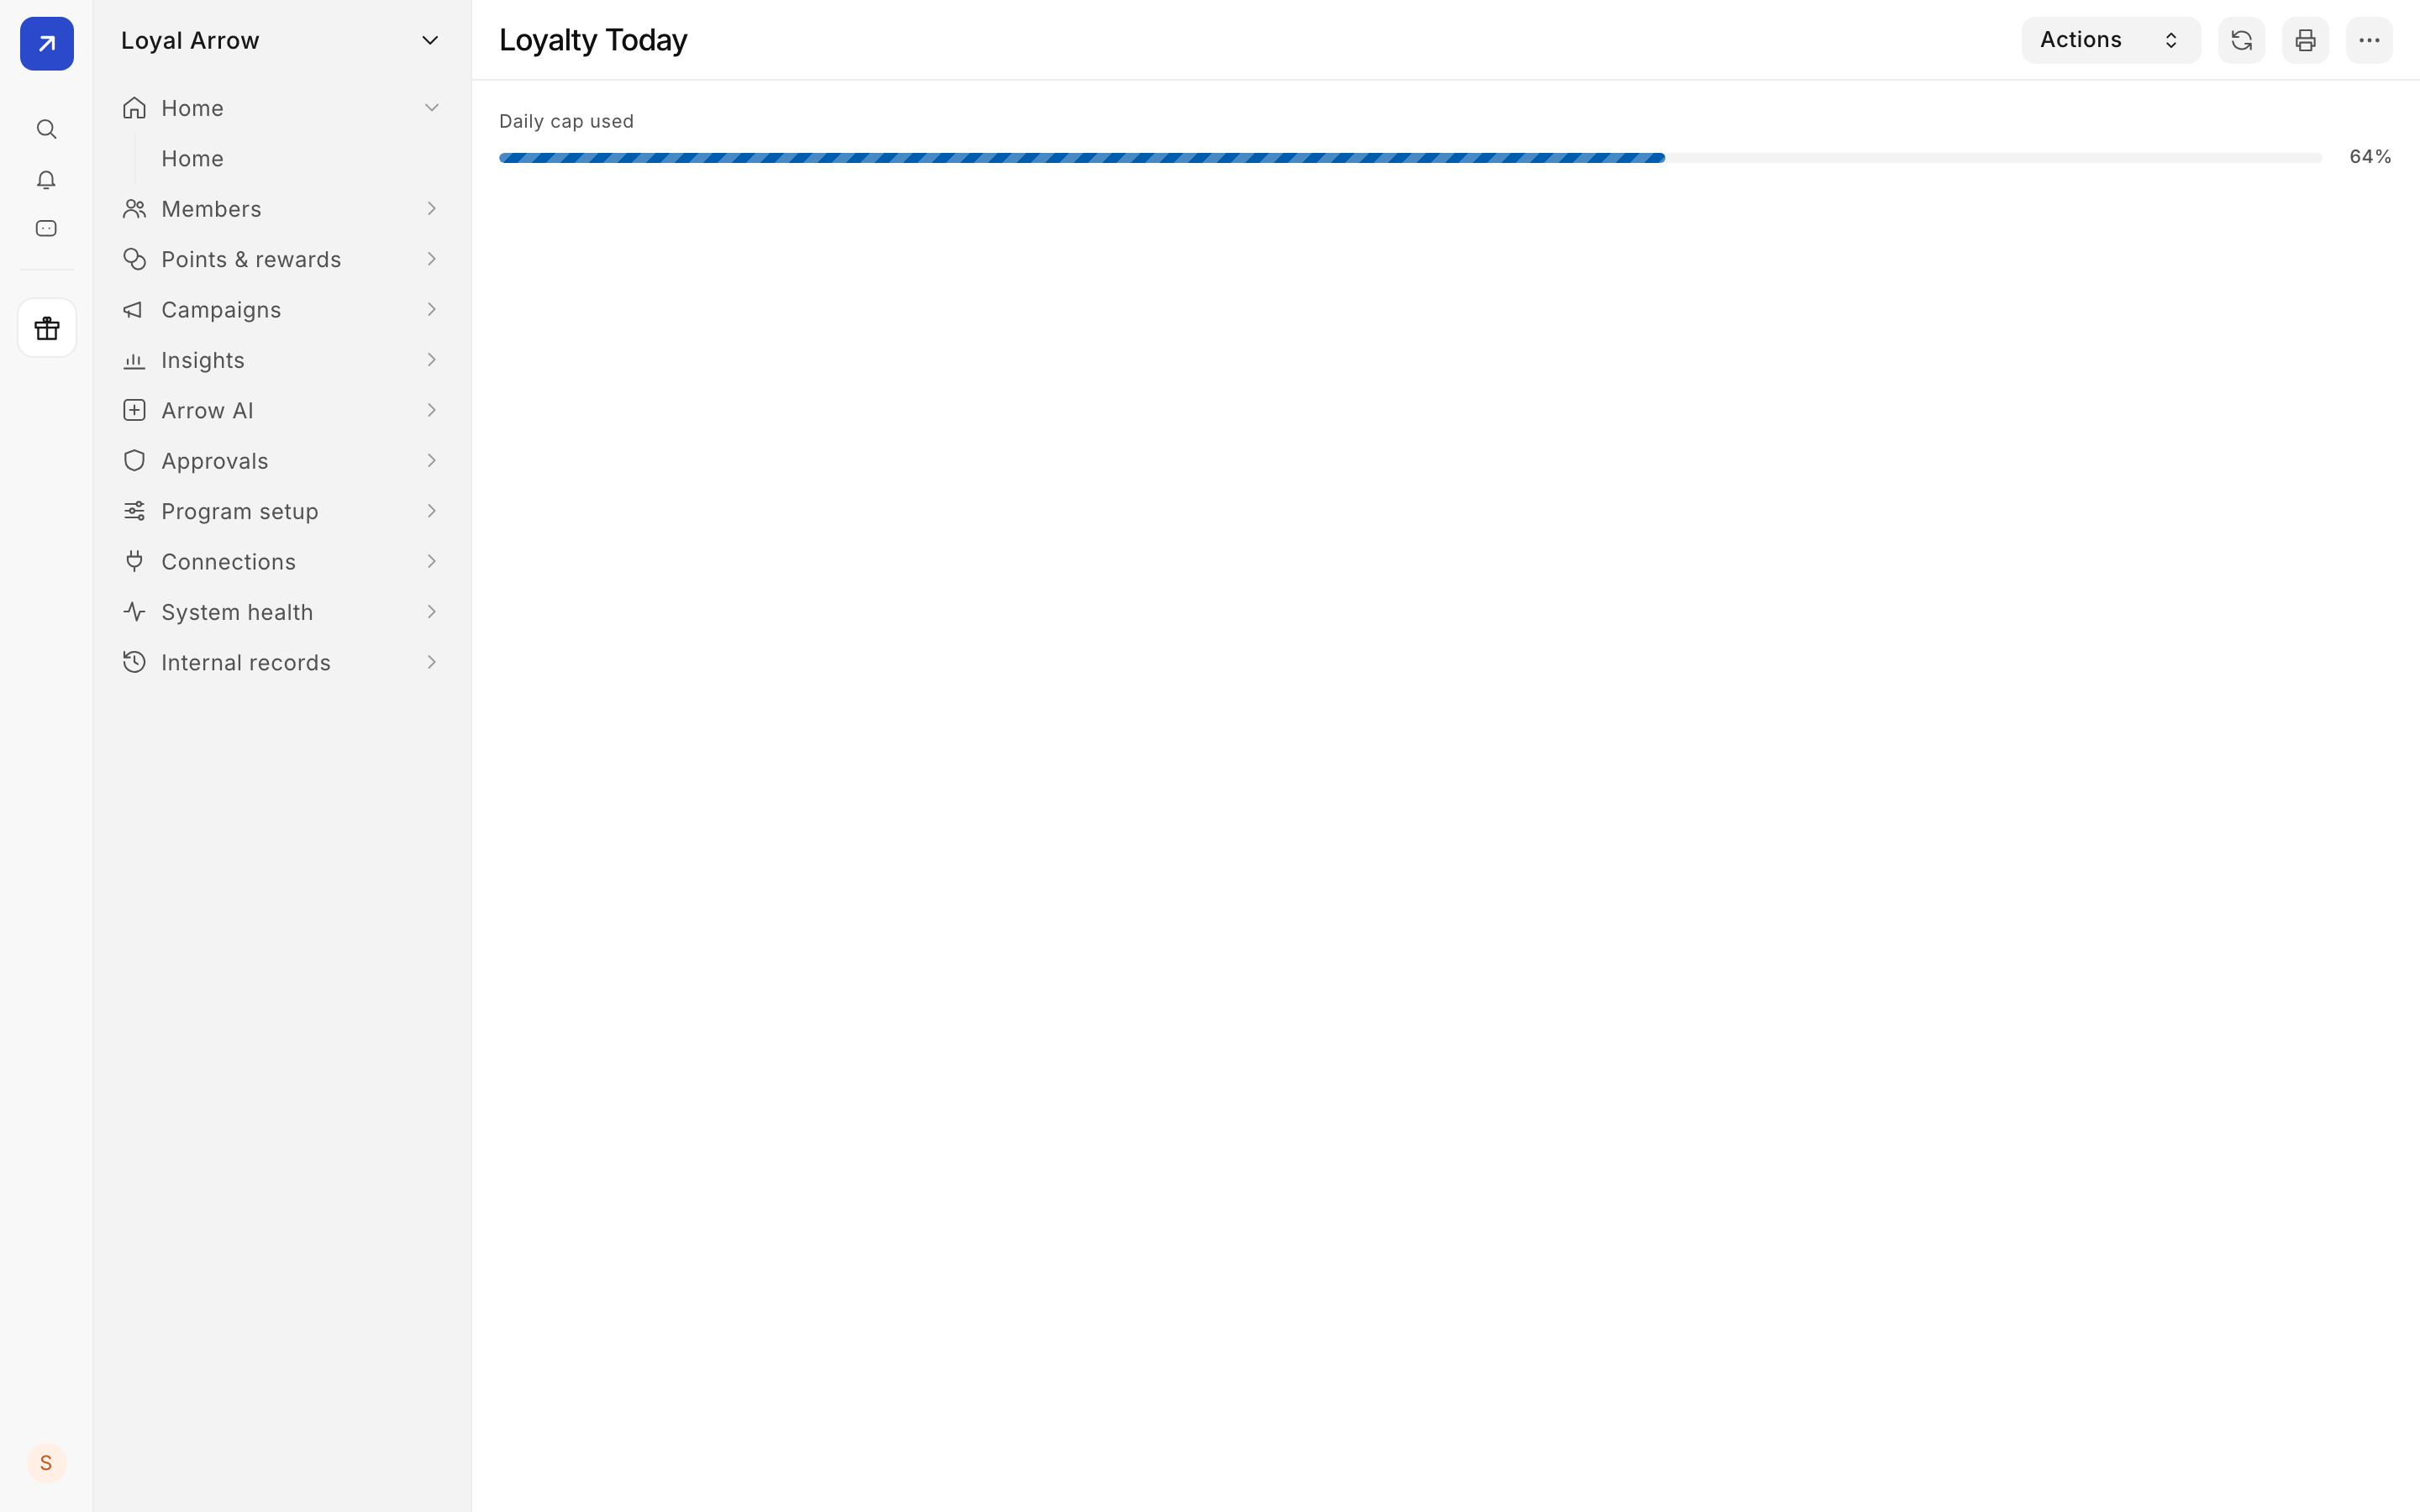 Loyal Arrow
Home
Home
Members
Points & rewards
Campaigns
Insights
Arrow AI
Approvals
Program setup
Connections
System health
Internal records
S
Loyalty Today
Actions
Daily cap used
64%